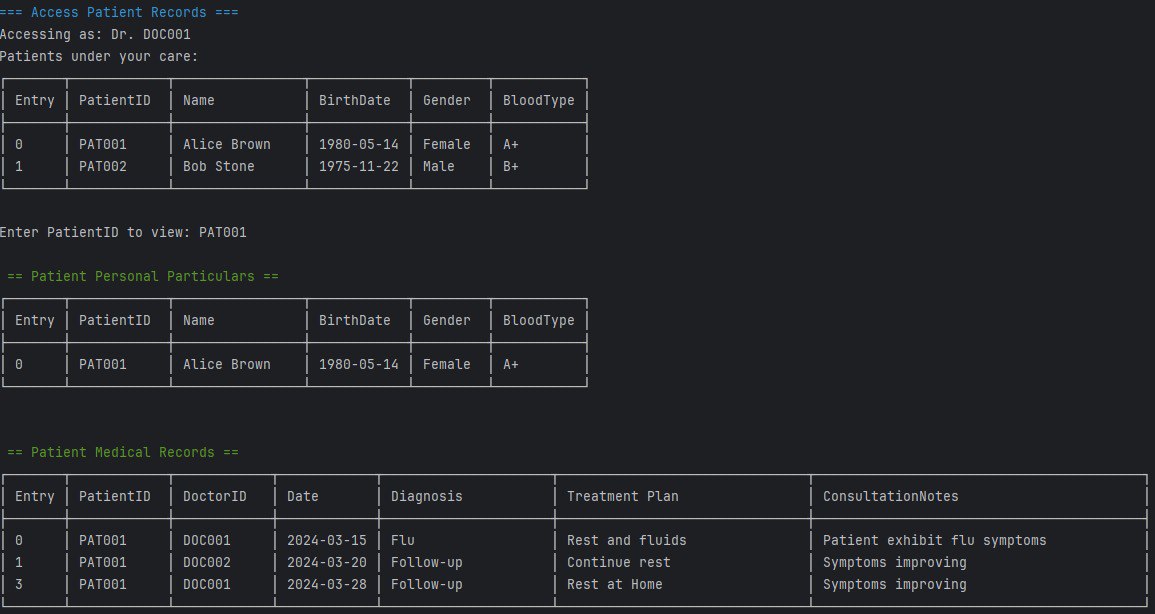 === Access Patient Records ===
Accessing as: Dr. DOC001
Patients under your care:
Entry PatientID Name BirthDate Gender BloodType
0 PAT001 Alice Brown 1980-05-14 Female A+
1 PAT002 Bob Stone 1975-11-22 Male B+
Enter PatientID to view: PAT001
== Patient Personal Particulars ==
Entry PatientID Name BirthDate Gender BloodType
0 PAT001 Alice Brown 1980-05-14 Female A+
== Patient Medical Records ==
Entry PatientID DoctorID Date Diagnosis Treatment Plan ConsultationNotes
0 PAT001 DOC001 2024-03-15 Flu Rest and fluids Patient exhibit flu symptoms
1 PAT001 DOC002 2024-03-20 Follow-up Continue rest Symptoms improving
3 PAT001 DOC001 2024-03-28 Follow-up Rest at Home Symptoms improving